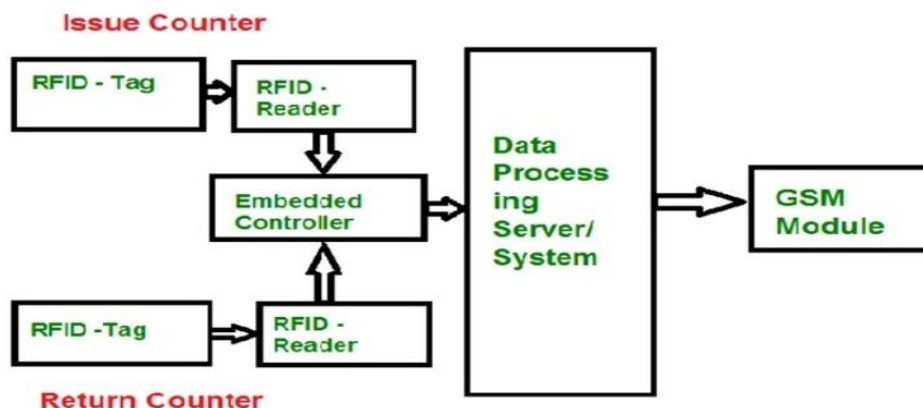 Issue Counter
RFID - Tag
RFID -
Reader
Embedded
Controller
RFID -Tag
RFID -
Reader
Return Counter
Data
Process
ing
Server/
System
GSM
Module